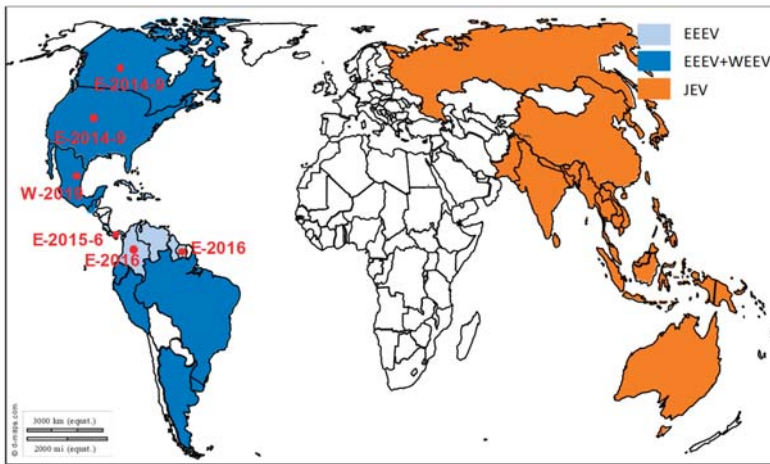 EEEV
EEEV+WEEV
JEV
E-2014-9
E-2014-9
W-2019
E-2015-6
E-2016
E-2016
3000 km (equat.)
2000 mi (equat.)
© d-maps.com